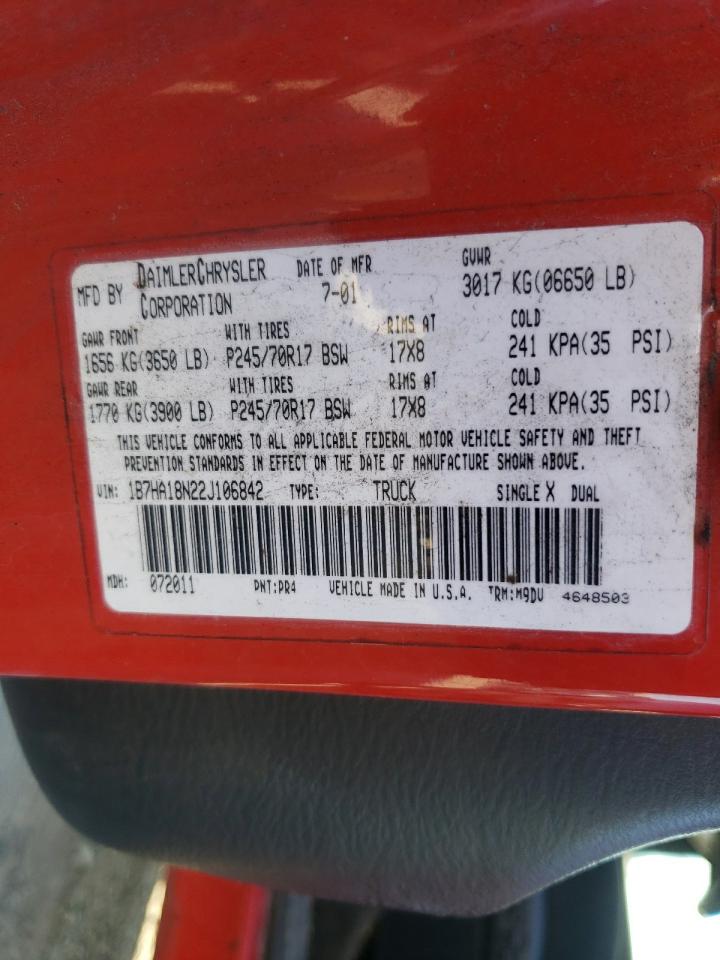 MFD BY DAIMLERCHRYSLER CORPORATION DATE OF MFR 7-01 GVWR 3017 KG(06650 LB)
GAWR FRONT WITH TIRES RIMS AT COLD
1656 KG(3650 LB) P245/70R17 BSW 17X8 241 KPA(35 PSI)
GAWR REAR WITH TIRES RIMS AT COLD
1770 KG(3900 LB) P245/70R17 BSW 17X8 241 KPA(35 PSI)
THIS VEHICLE CONFORMS TO ALL APPLICABLE FEDERAL MOTOR VEHICLE SAFETY AND THEFT
PREVENTION STANDARDS IN EFFECT ON THE DATE OF MANUFACTURE SHOWN ABOVE.
VIN: 1B7HA18N22J106842 TYPE: TRUCK SINGLE X DUAL
MDH: 072011 PNT:PR4 VEHICLE MADE IN U.S.A. TRM:M9DV 4648503